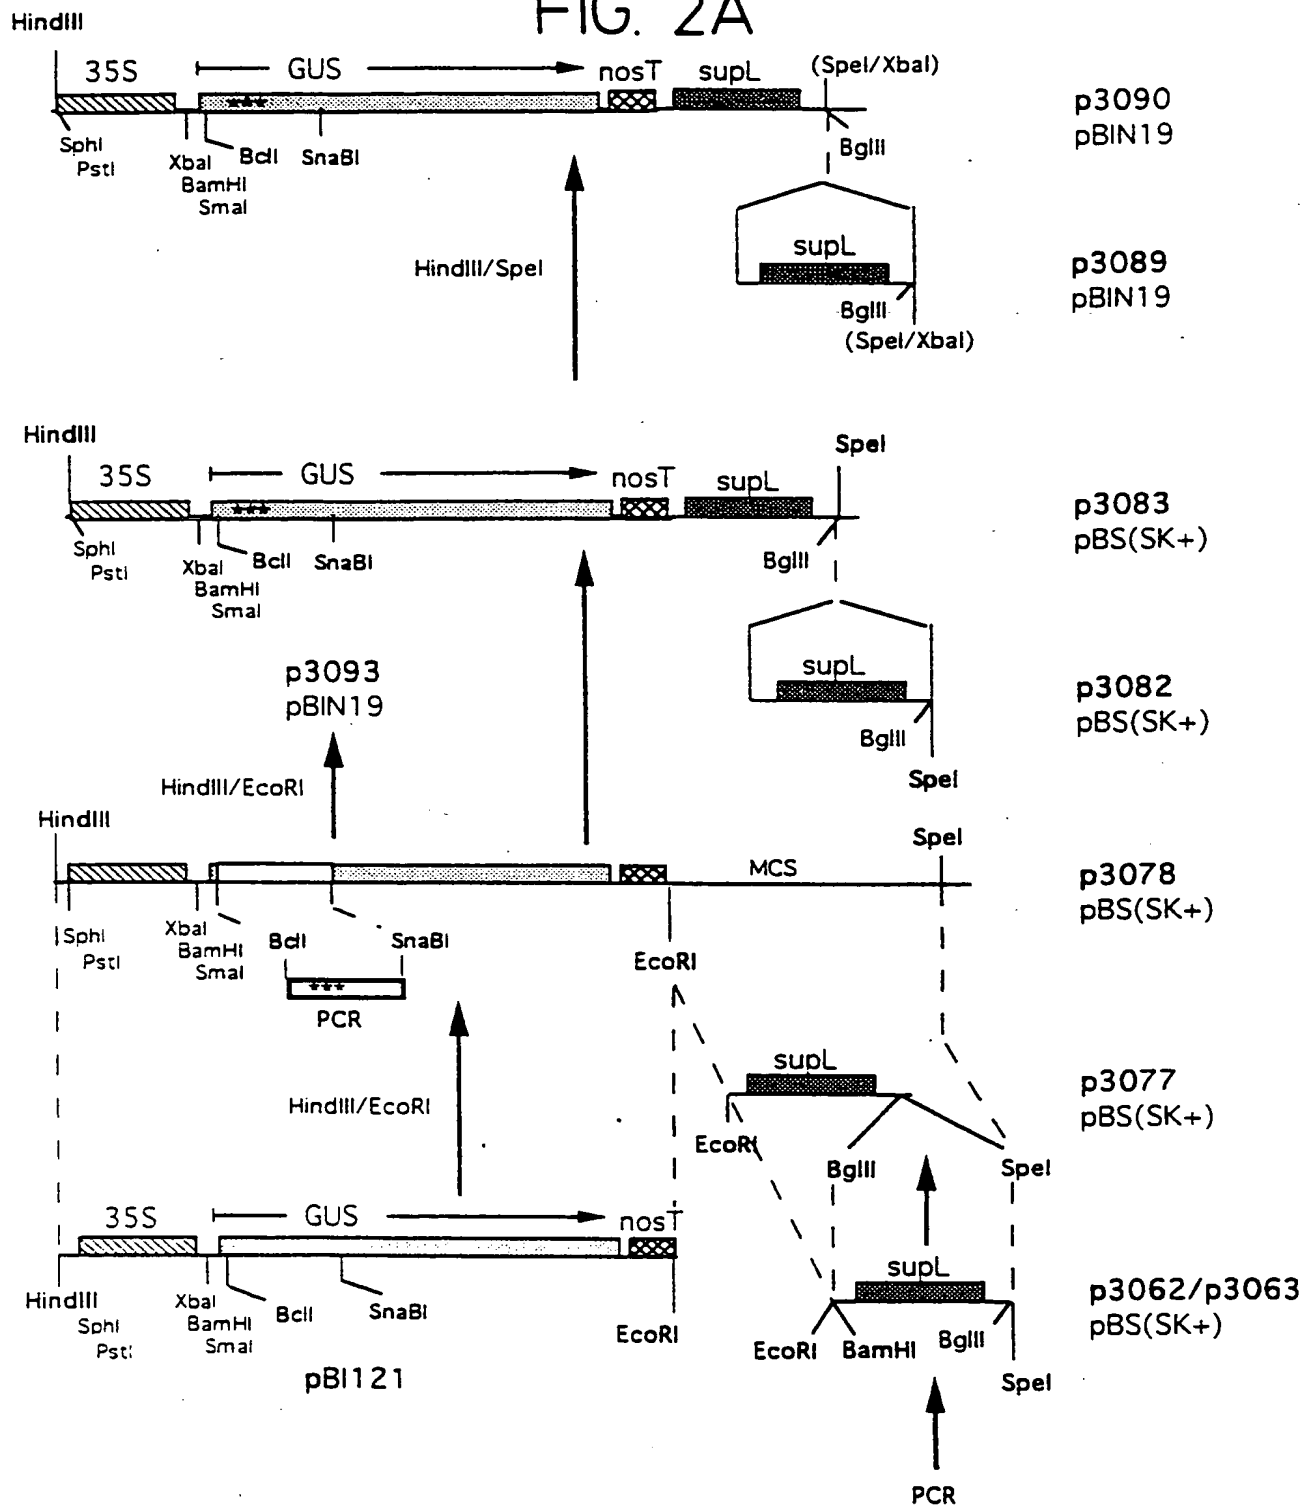 FIG. 2A
HindIII
35S
GUS
nosT
supL
(SpeI/XbaI)
p3090
pBIN19
SphI
PstI
XbaI
BamHI
SmaI
BclI
SnaBI
BglII
HindIII/SpeI
supL
BglII
(SpeI/XbaI)
p3089
pBIN19
HindIII
35S
GUS
nosT
supL
SpeI
p3083
pBS(SK+)
SphI
PstI
XbaI
BamHI
SmaI
BclI
SnaBI
BglII
p3093
pBIN19
supL
BglII
SpeI
p3082
pBS(SK+)
HindIII/EcoRI
HindIII
MCS
SpeI
p3078
pBS(SK+)
SphI
PstI
XbaI
BamHI
SmaI
BclI
SnaBI
EcoRI
***
PCR
HindIII/EcoRI
supL
EcoRI
BglII
SpeI
p3077
pBS(SK+)
35S
GUS
nosT
HindIII
SphI
PstI
XbaI
BamHI
SmaI
BclI
SnaBI
EcoRI
pBI121
supL
EcoRI
BamHI
BglII
SpeI
p3062/p3063
pBS(SK+)
PCR